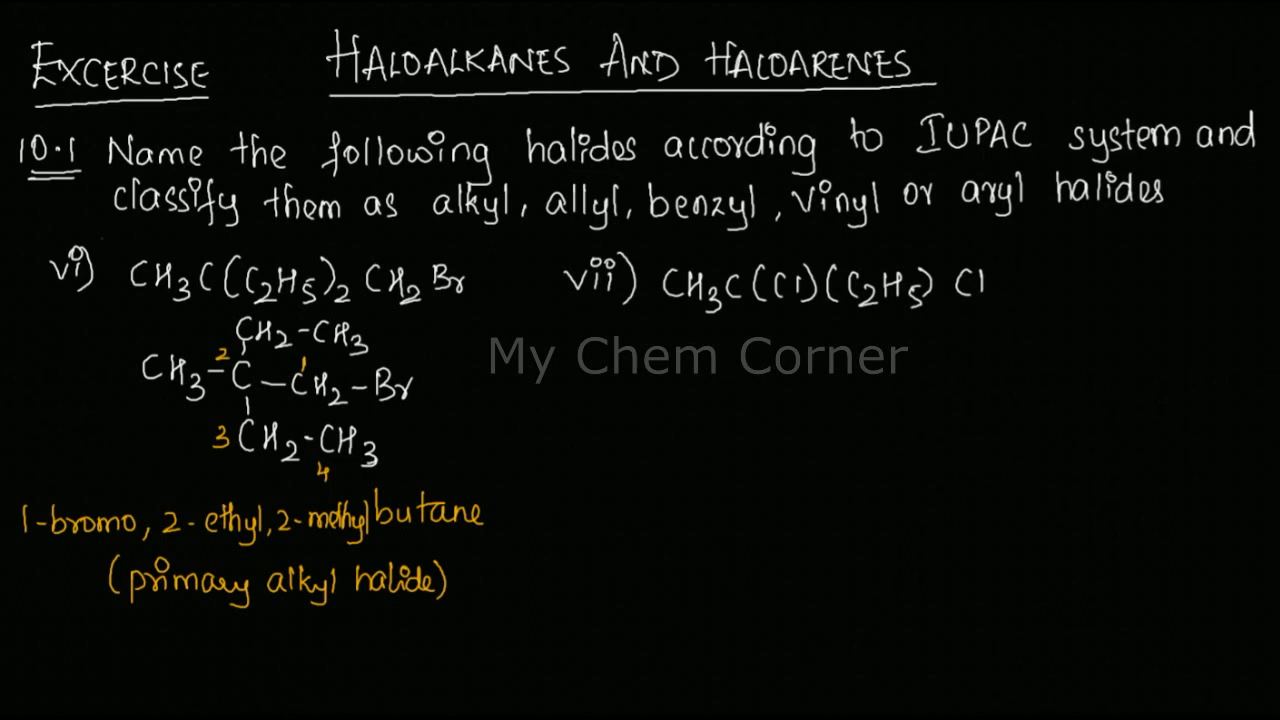 EXCERCISE HALOALKANES AND HALOARENES
10.1 Name the following halides according to IUPAC system and
classify them as alkyl, allyl, benzyl, vinyl or aryl halides
vi) CH3C(C2H5)2CH2Br vii) CH3C(Cl)(C2H5)Cl
CH2-CH3
CH3-C-CH2-Br
2 1
3 CH2-CH3
4
My Chem Corner
1-bromo, 2-ethyl, 2-methylbutane
(primary alkyl halide)